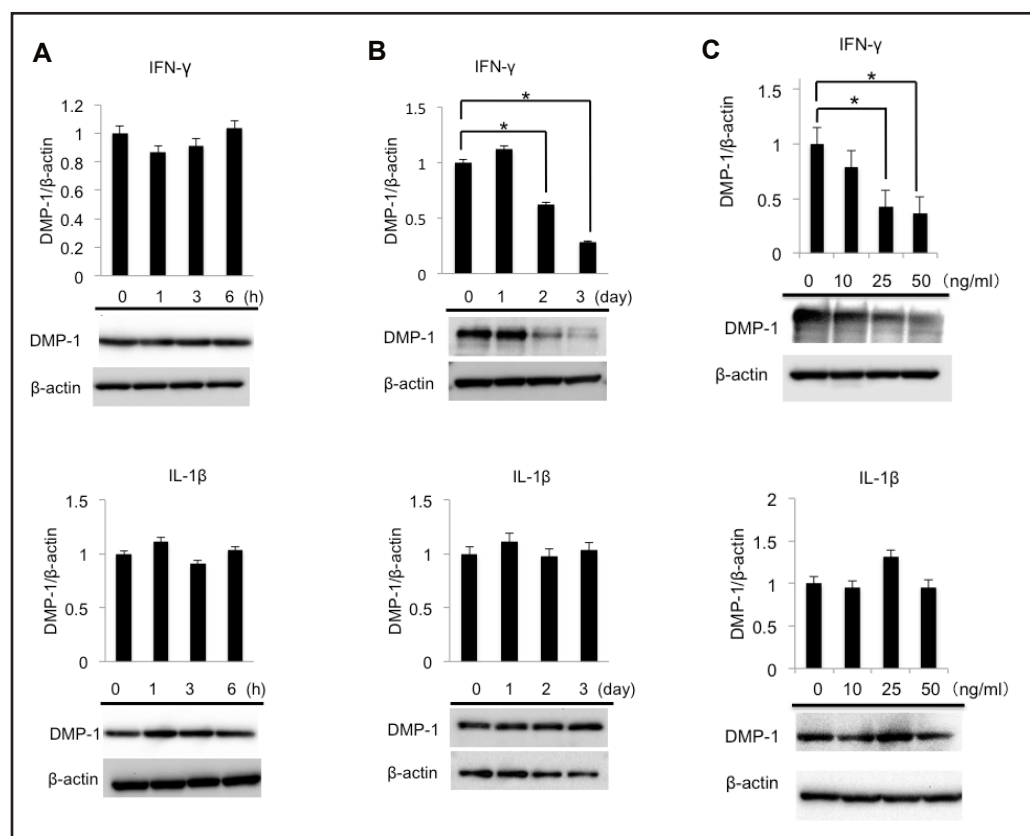 A
IFN-γ
1.2
1
0.8
0.6
0.4
0.2
0
DMP-1/β-actin
0 1 3 6 (h)
DMP-1
β-actin
B
IFN-γ
* 
*
1.5
1
0.5
0
DMP-1/β-actin
0 1 2 3 (day)
DMP-1
β-actin
C
IFN-γ
*
*
1.5
1
0.5
0
DMP-1/β-actin
0 10 25 50 (ng/ml)
DMP-1
β-actin
IL-1β
1.5
1
0.5
0
DMP-1/β-actin
0 1 3 6 (h)
DMP-1
β-actin
IL-1β
1.5
1
0.5
0
DMP-1/β-actin
0 1 2 3 (day)
DMP-1
β-actin
IL-1β
2
1.5
1
0.5
0
DMP-1/β-actin
0 10 25 50 (ng/ml)
DMP-1
β-actin